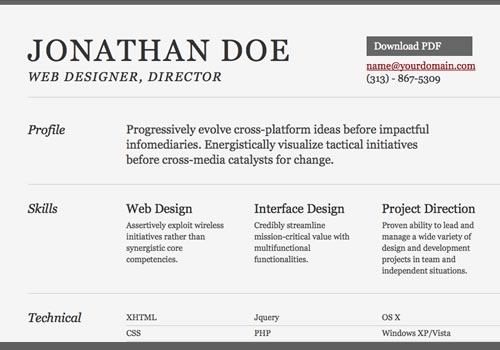 JONATHAN DOE
WEB DESIGNER, DIRECTOR
Download PDF
name@yourdomain.com
(313) - 867-5309
Profile
Progressively evolve cross-platform ideas before impactful
infomediaries. Energistically visualize tactical initiatives
before cross-media catalysts for change.
Skills
Web Design
Assertively exploit wireless
initiatives rather than
synergistic core
competencies.
Interface Design
Credibly streamline
mission-critical value with
multifunctional
functionalities.
Project Direction
Proven ability to lead and
manage a wide variety of
design and development
projects in team and
independent situations.
Technical
XHTML
Jquery
OS X
CSS
PHP
Windows XP/Vista